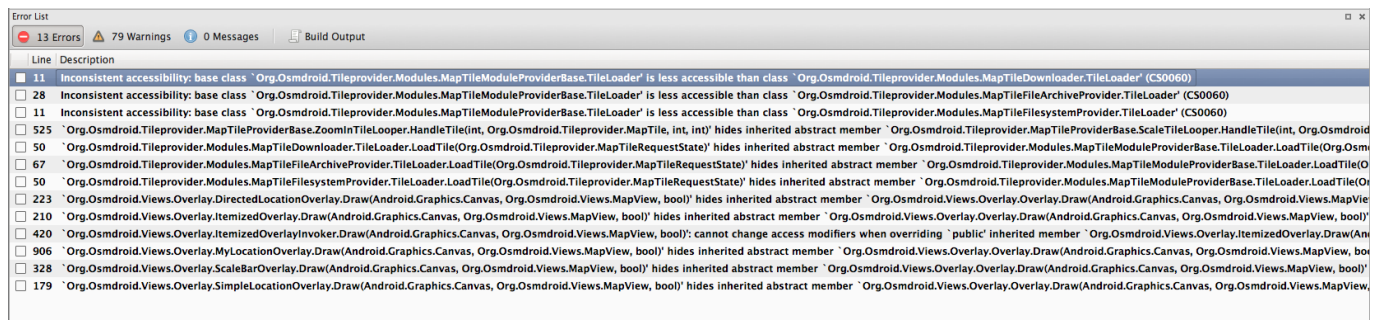 Error List
13 Errors 79 Warnings 0 Messages Build Output
Line Description
11 Inconsistent accessibility: base class `Org.Osmdroid.Tileprovider.Modules.MapTileModuleProviderBase.TileLoader' is less accessible than class `Org.Osmdroid.Tileprovider.Modules.MapTileDownloader.TileLoader' (CS0060)
28 Inconsistent accessibility: base class `Org.Osmdroid.Tileprovider.Modules.MapTileModuleProviderBase.TileLoader' is less accessible than class `Org.Osmdroid.Tileprovider.Modules.MapTileFileArchiveProvider.TileLoader' (CS0060)
11 Inconsistent accessibility: base class `Org.Osmdroid.Tileprovider.Modules.MapTileModuleProviderBase.TileLoader' is less accessible than class `Org.Osmdroid.Tileprovider.Modules.MapTileFilesystemProvider.TileLoader' (CS0060)
525 `Org.Osmdroid.Tileprovider.MapTileProviderBase.ZoomInTileLooper.HandleTile(int, Org.Osmdroid.Tileprovider.MapTile, int, int)' hides inherited abstract member `Org.Osmdroid.Tileprovider.MapTileProviderBase.ScaleTileLooper.HandleTile(int, Org.Osmdroid
50 `Org.Osmdroid.Tileprovider.Modules.MapTileDownloader.TileLoader.LoadTile(Org.Osmdroid.Tileprovider.MapTileRequestState)' hides inherited abstract member `Org.Osmdroid.Tileprovider.Modules.MapTileModuleProviderBase.TileLoader.LoadTile(Org.Osm
67 `Org.Osmdroid.Tileprovider.Modules.MapTileFileArchiveProvider.TileLoader.LoadTile(Org.Osmdroid.Tileprovider.MapTileRequestState)' hides inherited abstract member `Org.Osmdroid.Tileprovider.Modules.MapTileModuleProviderBase.TileLoader.LoadTile(O
50 `Org.Osmdroid.Tileprovider.Modules.MapTileFilesystemProvider.TileLoader.LoadTile(Org.Osmdroid.Tileprovider.MapTileRequestState)' hides inherited abstract member `Org.Osmdroid.Tileprovider.Modules.MapTileModuleProviderBase.TileLoader.LoadTile(Or
223 `Org.Osmdroid.Views.Overlay.DirectedLocationOverlay.Draw(Android.Graphics.Canvas, Org.Osmdroid.Views.MapView, bool)' hides inherited abstract member `Org.Osmdroid.Views.Overlay.Overlay.Draw(Android.Graphics.Canvas, Org.Osmdroid.Views.MapVie
210 `Org.Osmdroid.Views.Overlay.ItemizedOverlay.Draw(Android.Graphics.Canvas, Org.Osmdroid.Views.MapView, bool)' hides inherited abstract member `Org.Osmdroid.Views.Overlay.Overlay.Draw(Android.Graphics.Canvas, Org.Osmdroid.Views.MapView, bool)'
420 `Org.Osmdroid.Views.Overlay.ItemizedOverlayInvoker.Draw(Android.Graphics.Canvas, Org.Osmdroid.Views.MapView, bool)': cannot change access modifiers when overriding `public' inherited member `Org.Osmdroid.Views.Overlay.ItemizedOverlay.Draw(An
906 `Org.Osmdroid.Views.Overlay.MyLocationOverlay.Draw(Android.Graphics.Canvas, Org.Osmdroid.Views.MapView, bool)' hides inherited abstract member `Org.Osmdroid.Views.Overlay.Overlay.Draw(Android.Graphics.Canvas, Org.Osmdroid.Views.MapView, boo
328 `Org.Osmdroid.Views.Overlay.ScaleBarOverlay.Draw(Android.Graphics.Canvas, Org.Osmdroid.Views.MapView, bool)' hides inherited abstract member `Org.Osmdroid.Views.Overlay.Overlay.Draw(Android.Graphics.Canvas, Org.Osmdroid.Views.MapView, bool)'
179 `Org.Osmdroid.Views.Overlay.SimpleLocationOverlay.Draw(Android.Graphics.Canvas, Org.Osmdroid.Views.MapView, bool)' hides inherited abstract member `Org.Osmdroid.Views.Overlay.Overlay.Draw(Android.Graphics.Canvas, Org.Osmdroid.Views.MapView,